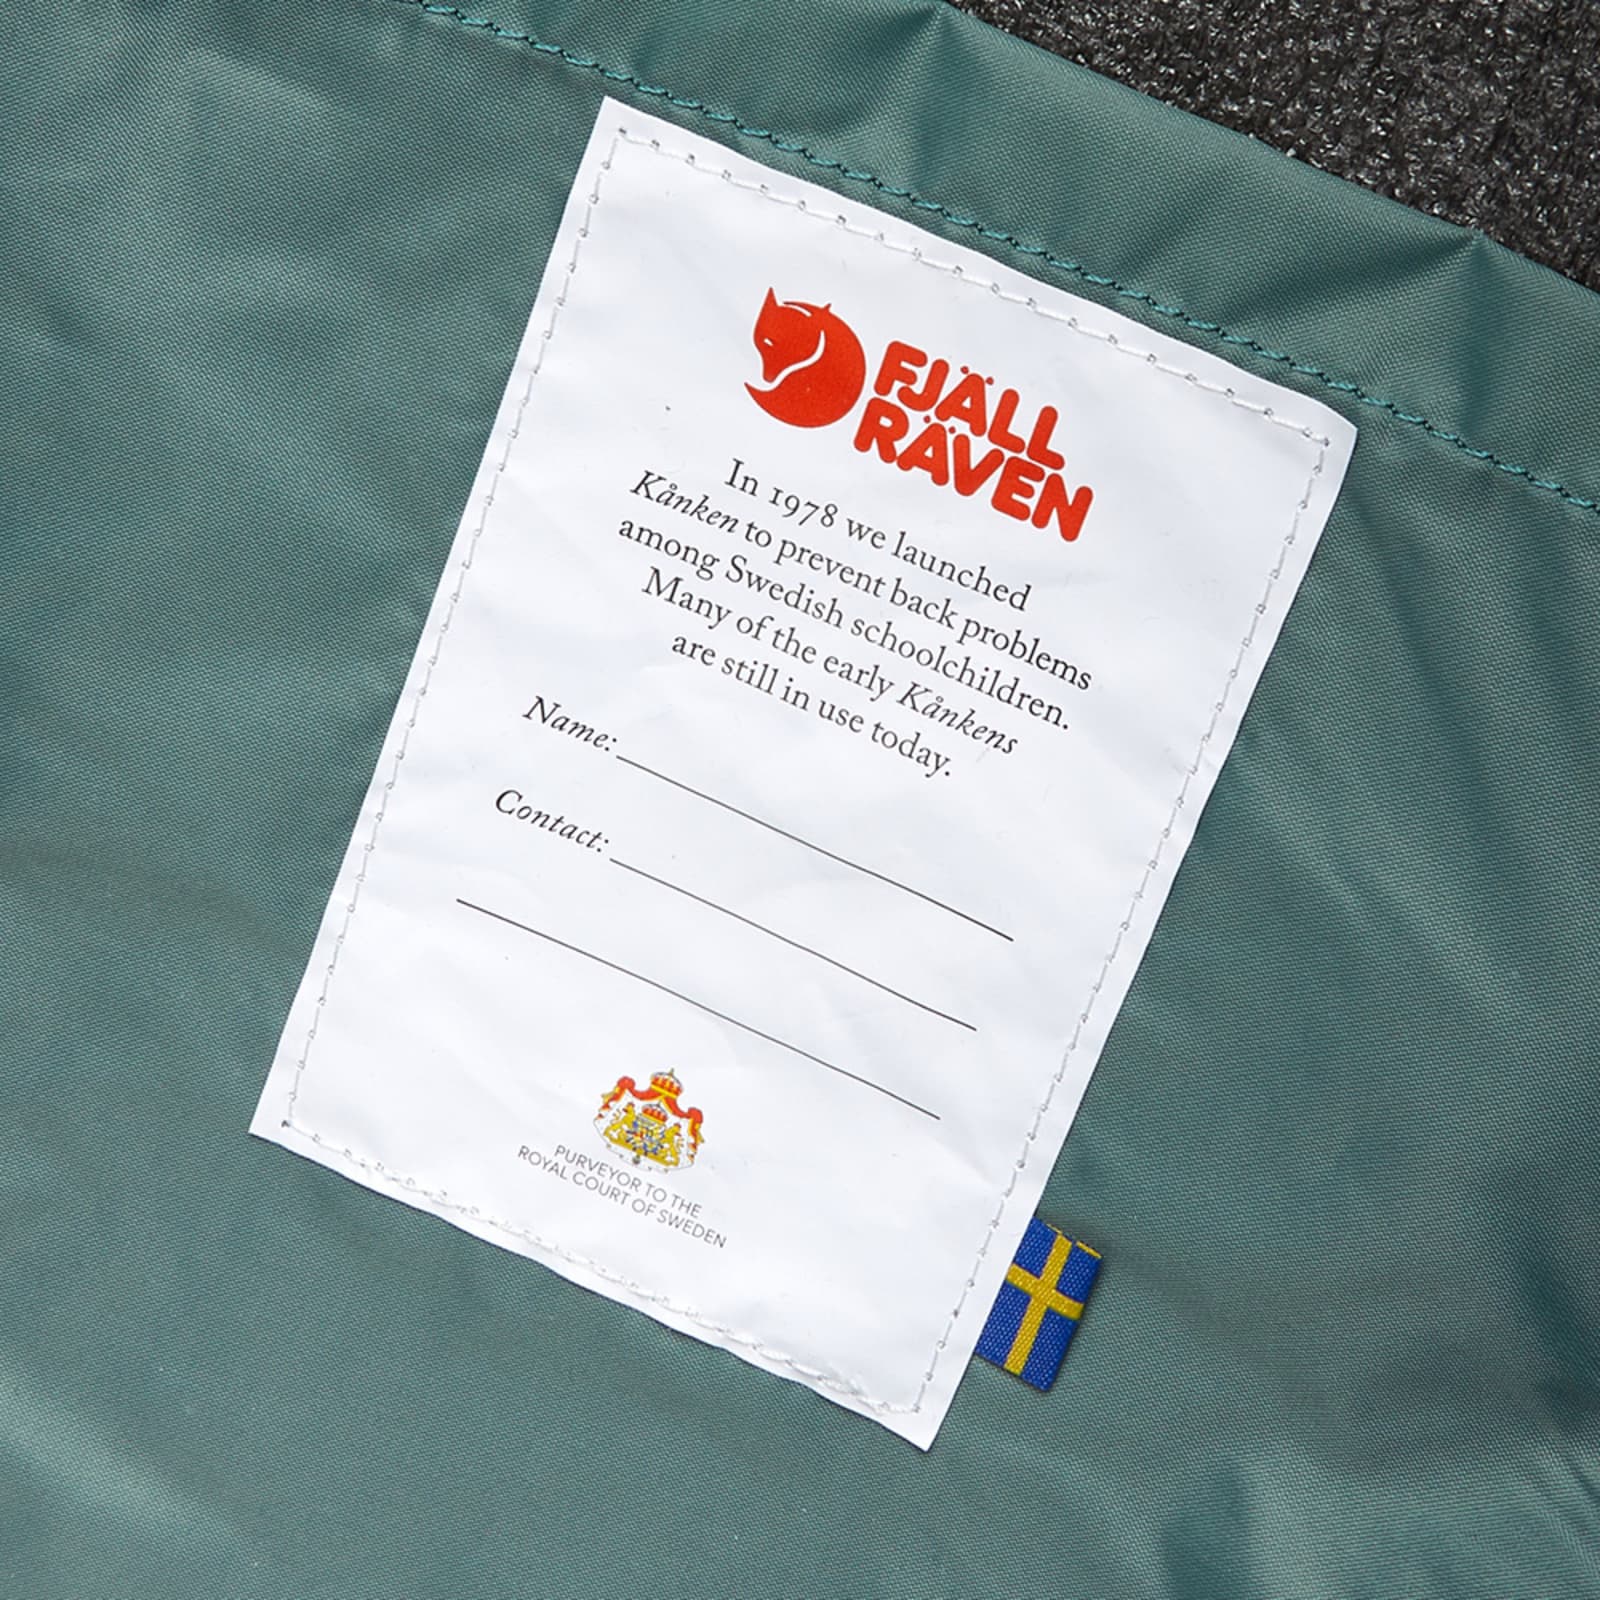 FJÄLL
RÄVEN
In 1978 we launched
Kånken to prevent back problems
among Swedish schoolchildren.
Many of the early Kånkens
are still in use today.
Name:
Contact:
PURVEYOR TO THE
ROYAL COURT OF SWEDEN